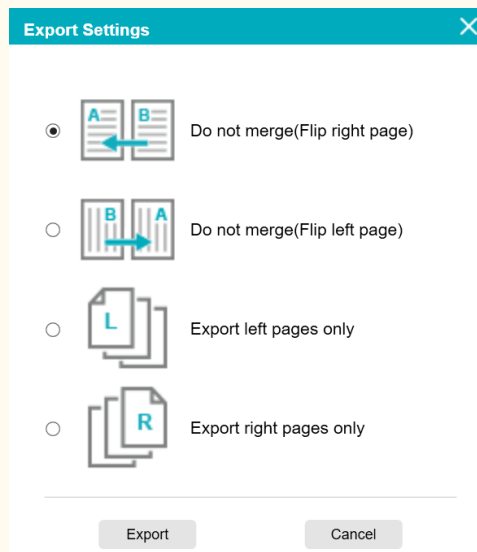 Export Settings
A B
Do not merge(Flip right page)
B A
Do not merge(Flip left page)
L
Export left pages only
R
Export right pages only
Export Cancel